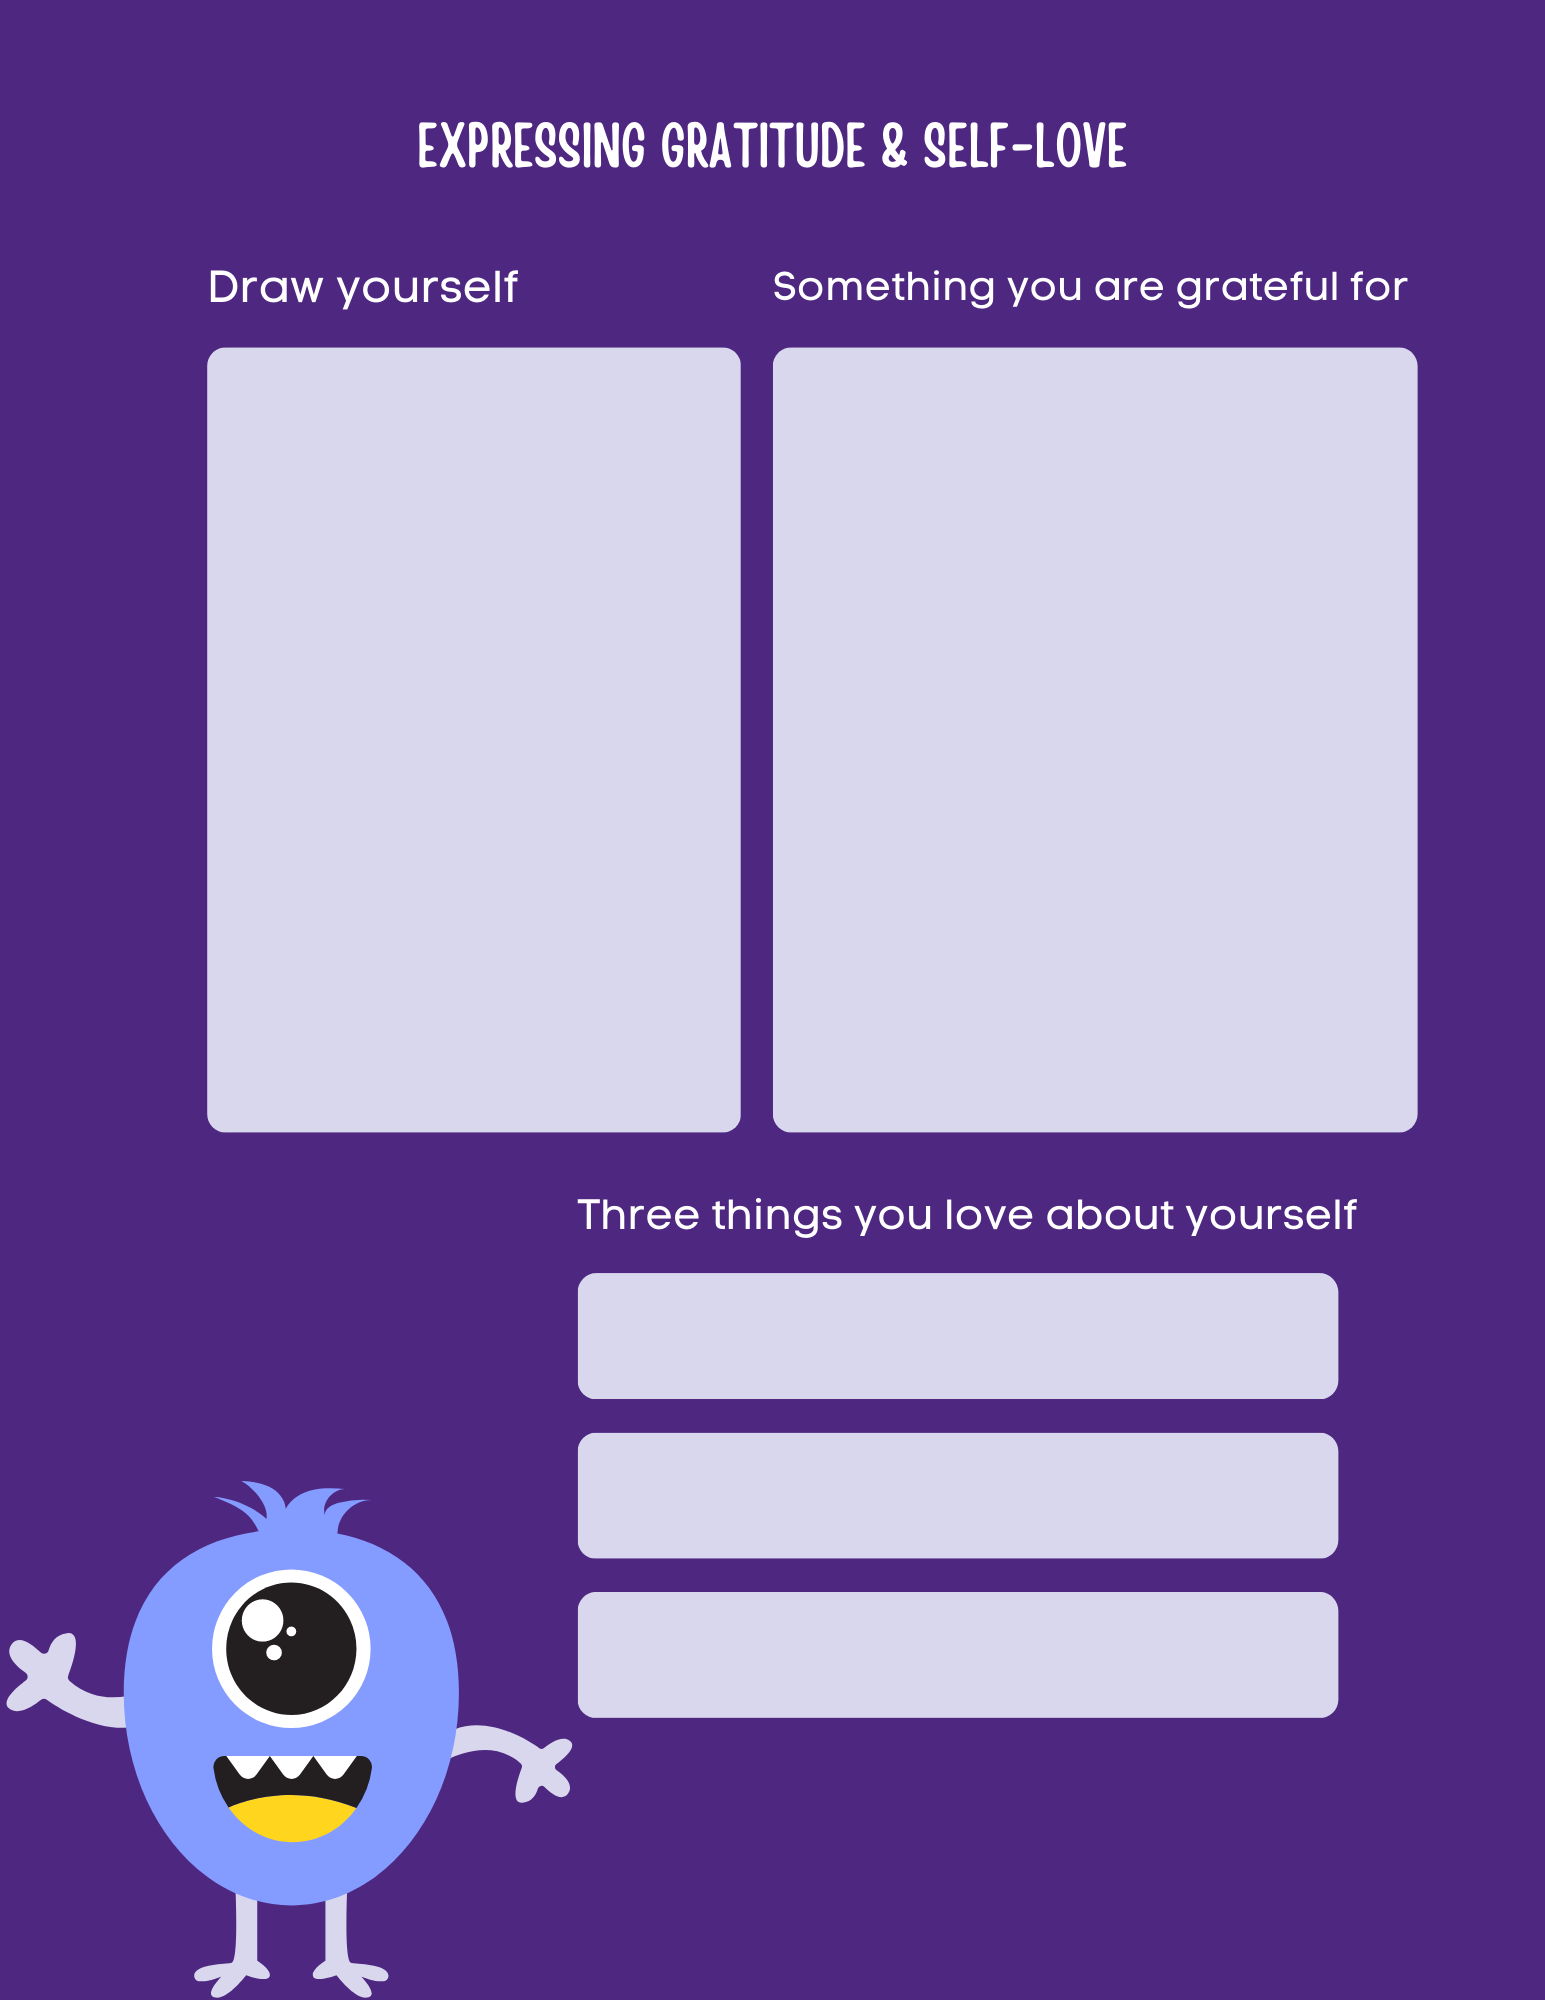 EXPRESSING GRATITUDE & SELF-LOVE
Draw yourself
Something you are grateful for
Three things you love about yourself